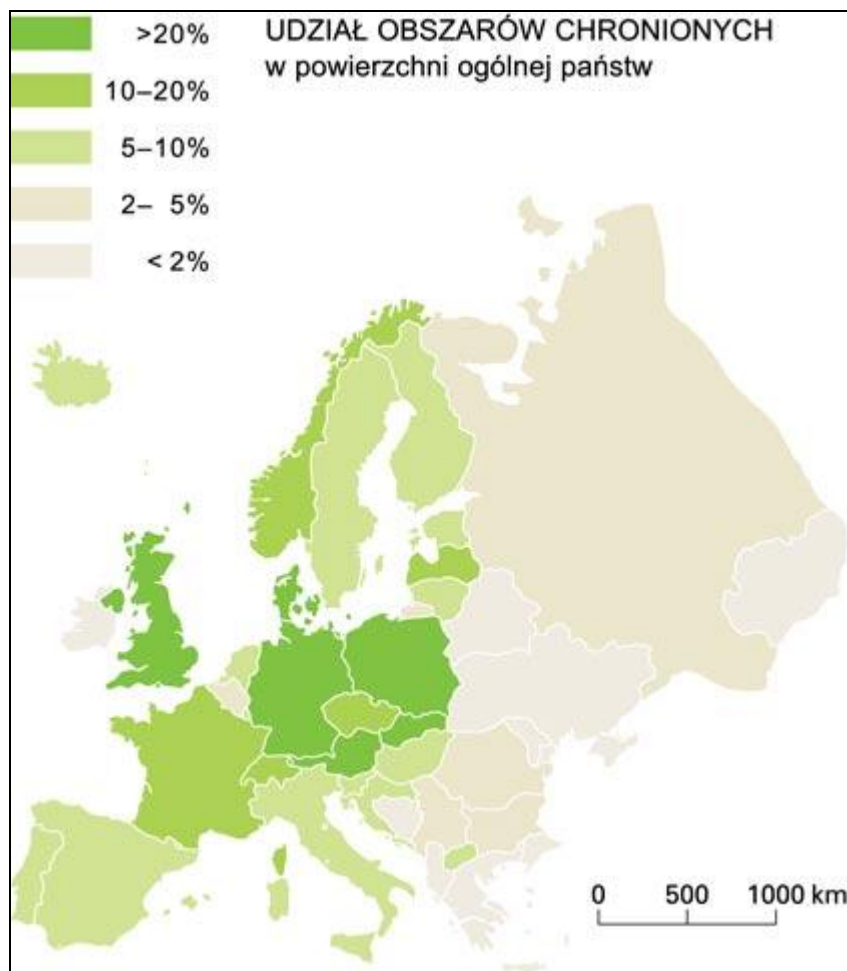 >20%
10–20%
5–10%
2– 5%
< 2%
UDZIAŁ OBSZARÓW CHRONIONYCH
w powierzchni ogólnej państw
0 500 1000 km